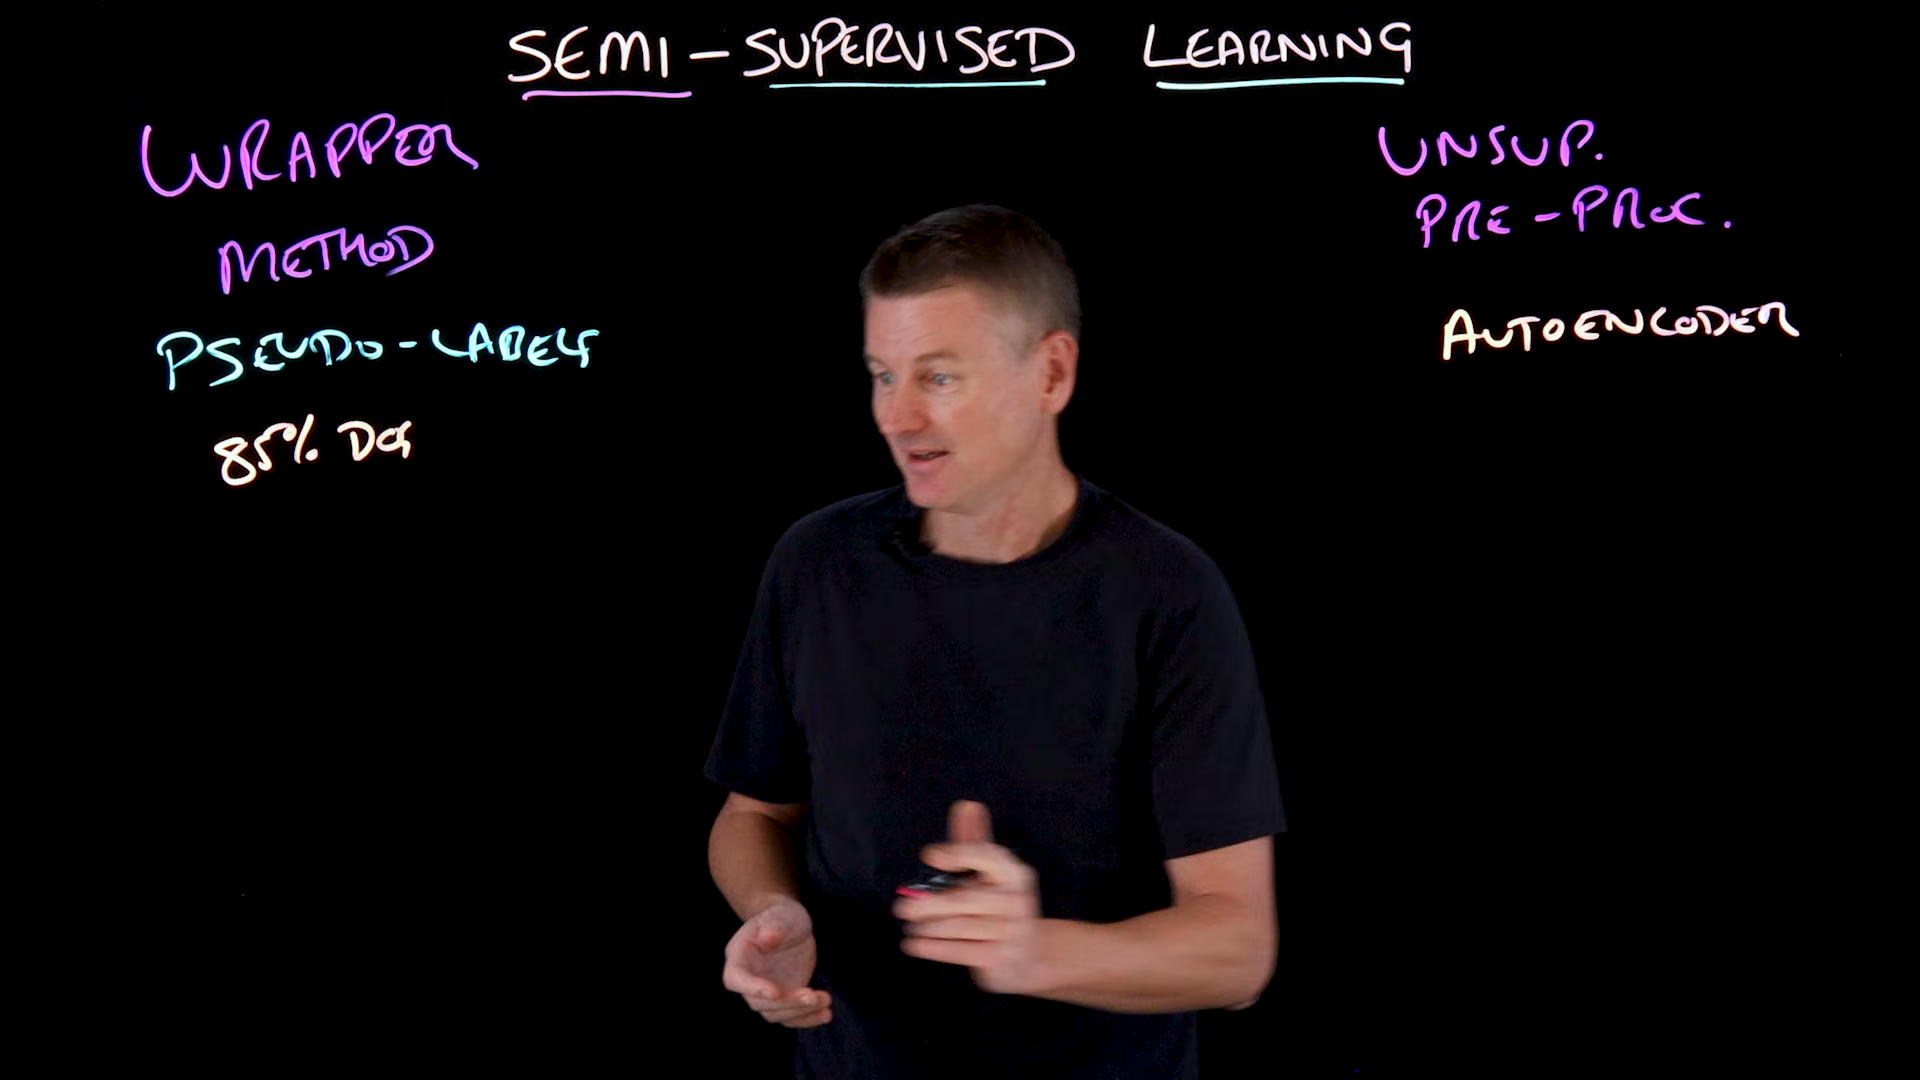 SEMI-SUPERVISED LEARNING
WRAPPER
METHOD
PSEUDO-LABELS
85% DOG
UNSUP.
PRE-PROC.
AUTOENCODER